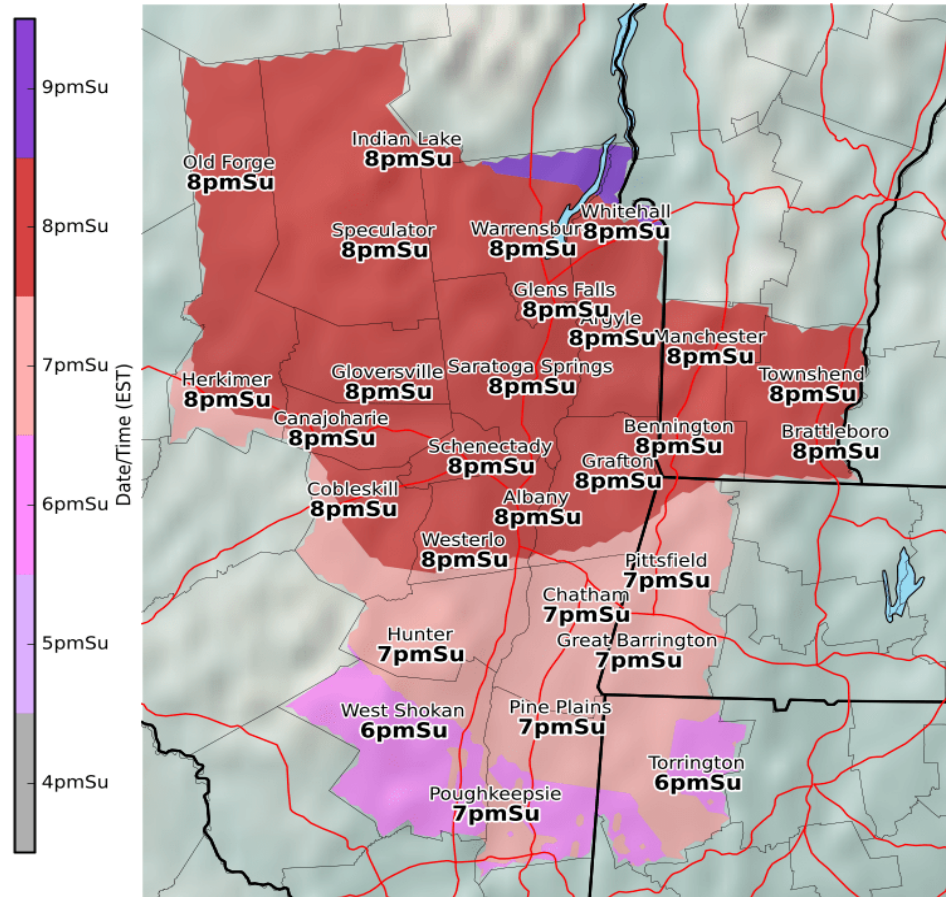 9pmSu
8pmSu
7pmSu
6pmSu
5pmSu
4pmSu
Date/Time (EST)
Indian Lake
8pmSu
Old Forge
8pmSu
Whitehall
8pmSu
Speculator
8pmSu
Warrensbur
8pmSu
Glens Falls
8pmSu
Argyle
8pmSu
Manchester
8pmSu
Saratoga Springs
8pmSu
Gloversville
8pmSu
Townshend
8pmSu
Herkimer
8pmSu
Canajoharie
8pmSu
Bennington
8pmSu
Brattleboro
8pmSu
Schenectady
8pmSu
Grafton
8pmSu
Cobleskill
8pmSu
Albany
8pmSu
Westerlo
8pmSu
Pittsfield
7pmSu
Chatham
7pmSu
Hunter
7pmSu
Great Barrington
7pmSu
West Shokan
6pmSu
Pine Plains
7pmSu
Torrington
6pmSu
Poughkeepsie
7pmSu